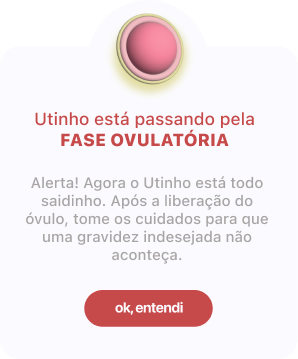 Utinho está passando pela
FASE OVULATÓRIA
Alerta! Agora o Utinho está todo
saidinho. Após a liberação do
óvulo, tome os cuidados para que
uma gravidez indesejada não
aconteça.
ok, entendi